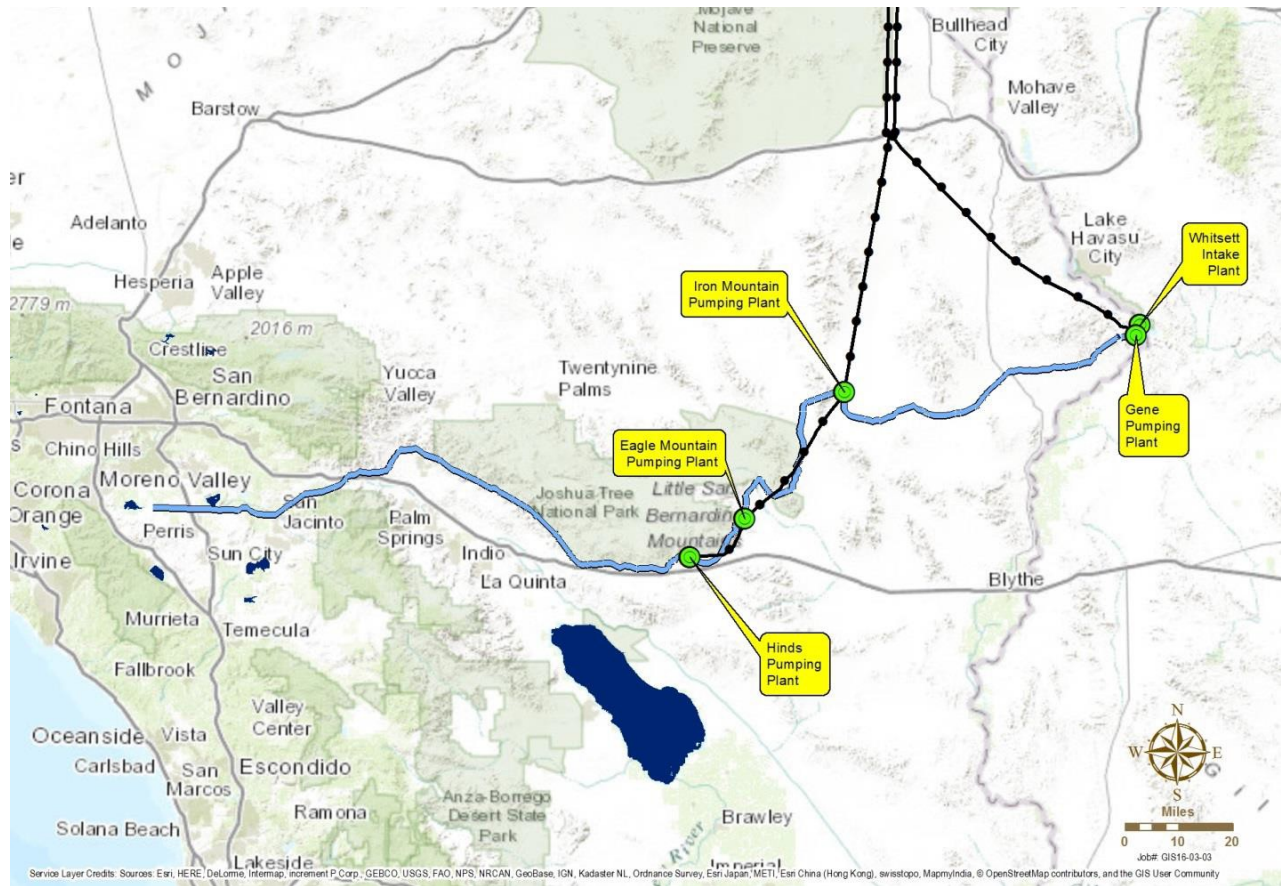 Mojave
National
Preserve
Bullhead
City
Mohave
Valley
M O J
Barstow
er
e
Adelanto
Hesperia
Apple
Valley
Lake
Havasu
City
Whitsett
Intake
Plant
Iron Mountain
Pumping Plant
2779 m
2016 m
Crestline
San
Bernardino
Yucca
Valley
Twentynine
Palms
Fontana
s
Chino Hills
Gene
Pumping
Plant
Eagle Mountain
Pumping Plant
Moreno Valley
Corona
Orange
San
Jacinto
Perris
Joshua Tree
National Park
Little San
Bernardino
Mountains
Palm
Springs
Irvine
Sun City
Indio
La Quinta
Blythe
Murrieta
Temecula
Hinds
Pumping
Plant
Fallbrook
Valley
Center
Oceanside
Vista
Carlsbad
San
Marcos
Escondido
Ramona
Anza-Borrego
Desert State
Park
Solana Beach
Brawley
River
Lakeside
Imperial
N
W E
S
G
Miles
0 10 20
Job#: GIS16-03-03
Service Layer Credits: Sources: Esri, HERE, DeLorme, Intermap, increment P Corp., GEBCO, USGS, FAO, NPS, NRCAN, GeoBase, IGN, Kadaster NL, Ordnance Survey, Esri Japan, METI, Esri China (Hong Kong), swisstopo, MapmyIndia, © OpenStreetMap contributors, and the GIS User Community